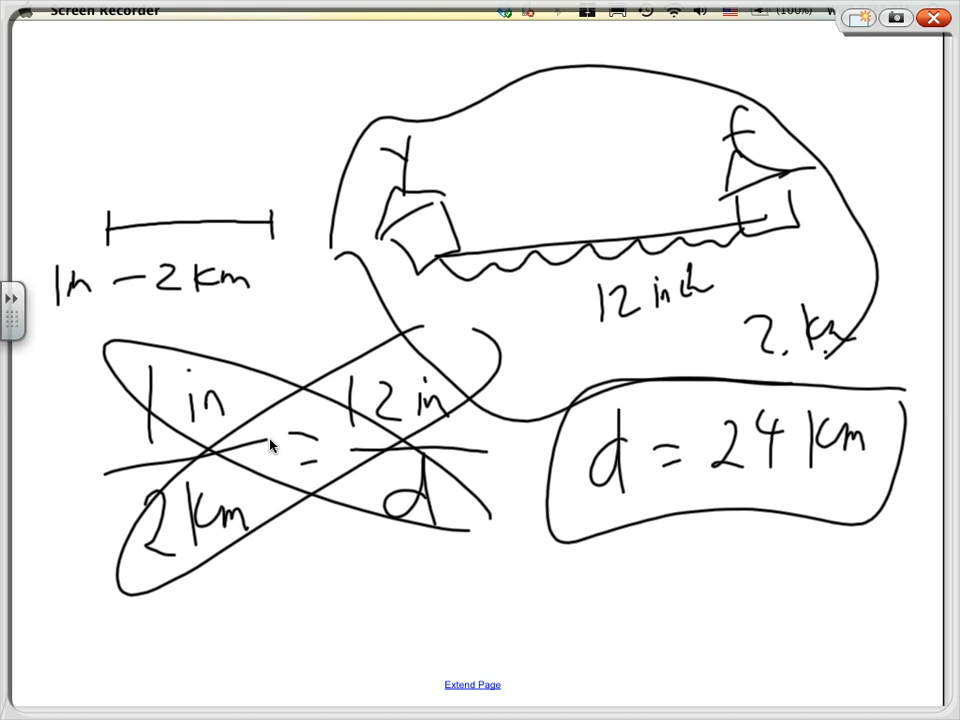 Screen Recorder
(100%)
12 inch
1in - 2 km
2. km
1 in
12 in
=
2 km
d
d = 24 km
Extend Page